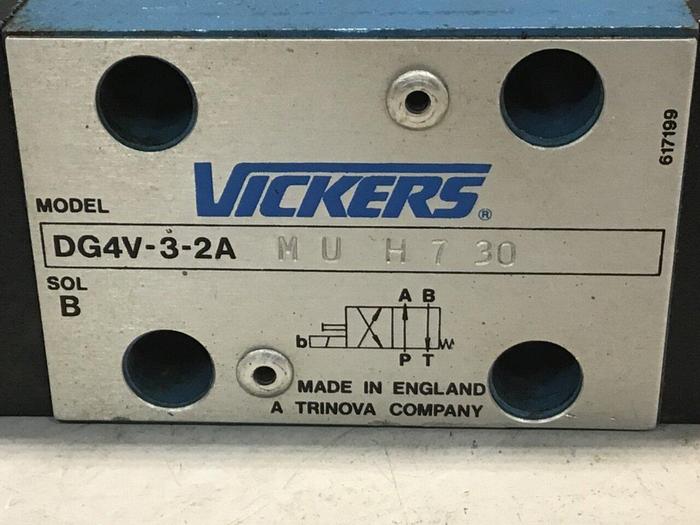 617199
VICKERS®
MODEL
DG4V-3-2A M U H 7 30
SOL
B
A B
b
P T
MADE IN ENGLAND
A TRINOVA COMPANY